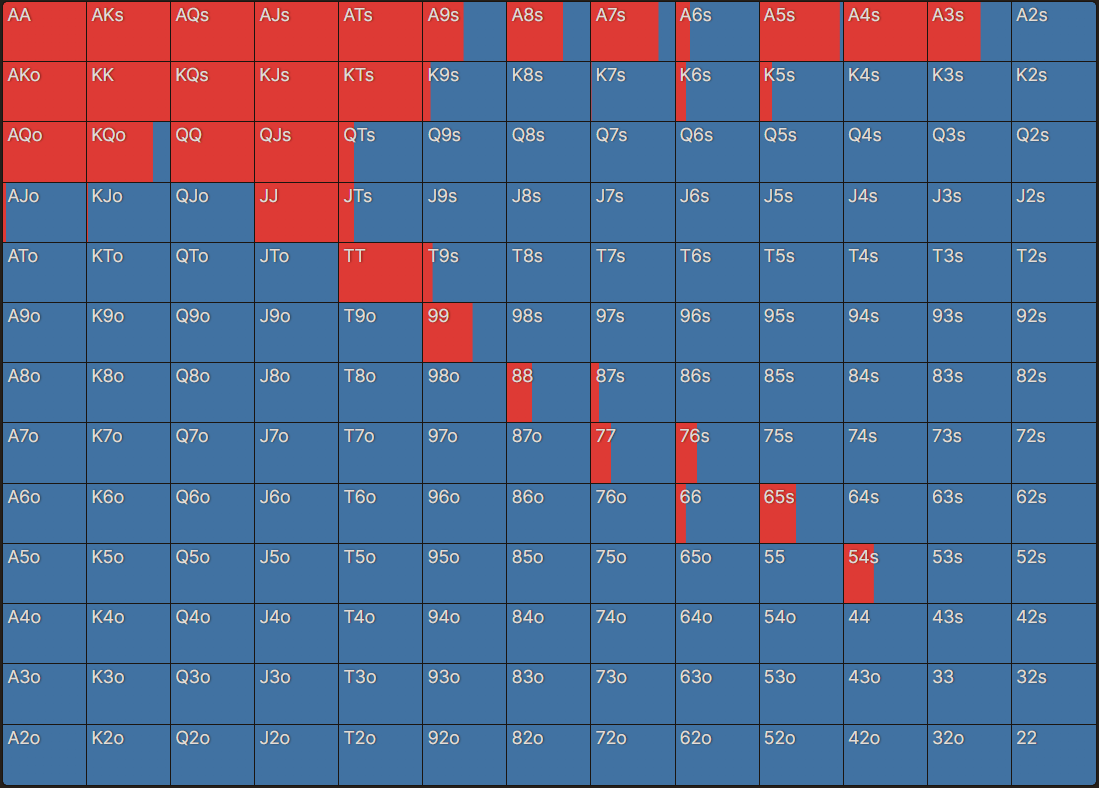 AA AKs AQs AJs ATs A9s A8s A7s A6s A5s A4s A3s A2s
AKo KK KQs KJs KTs K9s K8s K7s K6s K5s K4s K3s K2s
AQo KQo QQ QJs QTs Q9s Q8s Q7s Q6s Q5s Q4s Q3s Q2s
AJo KJo QJo JJ JTs J9s J8s J7s J6s J5s J4s J3s J2s
ATo KTo QTo JTo TT T9s T8s T7s T6s T5s T4s T3s T2s
A9o K9o Q9o J9o T9o 99 98s 97s 96s 95s 94s 93s 92s
A8o K8o Q8o J8o T8o 98o 88 87s 86s 85s 84s 83s 82s
A7o K7o Q7o J7o T7o 97o 87o 77 76s 75s 74s 73s 72s
A6o K6o Q6o J6o T6o 96o 86o 76o 66 65s 64s 63s 62s
A5o K5o Q5o J5o T5o 95o 85o 75o 65o 55 54s 53s 52s
A4o K4o Q4o J4o T4o 94o 84o 74o 64o 54o 44 43s 42s
A3o K3o Q3o J3o T3o 93o 83o 73o 63o 53o 43o 33 32s
A2o K2o Q2o J2o T2o 92o 82o 72o 62o 52o 42o 32o 22